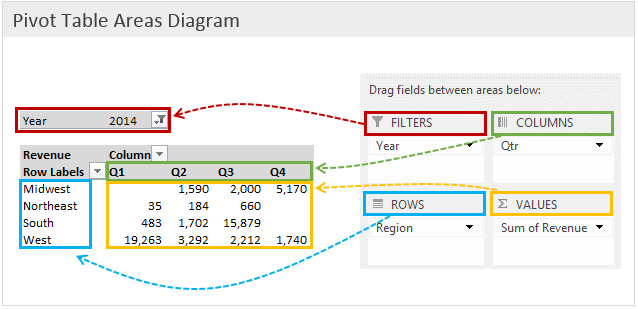 Pivot Table Areas Diagram
Drag fields between areas below:
Year 2014
FILTERS COLUMNS
Year Qtr
Revenue Column
Row Labels Q1 Q2 Q3 Q4
Midwest 1,590 2,000 5,170
Northeast 35 184 660
South 483 1,702 15,879
West 19,263 3,292 2,212 1,740
ROWS Σ VALUES
Region Sum of Revenue